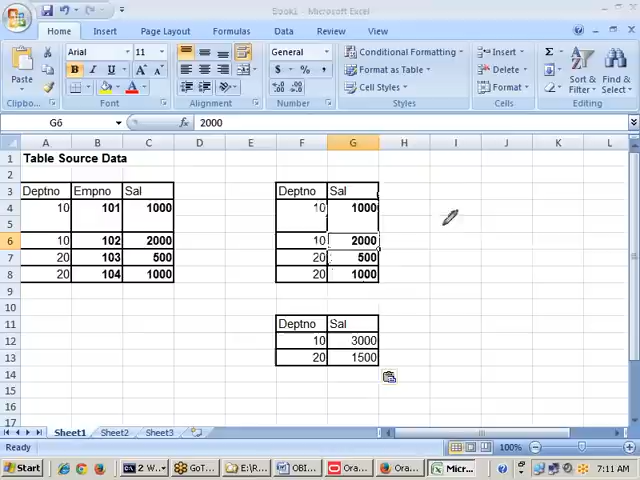 Book1 - Microsoft Excel
Home Insert Page Layout Formulas Data Review View
Paste
Arial 11
General
Conditional Formatting
Format as Table
Cell Styles
Insert
Delete
Format
Sort & Filter
Find & Select
B I U A A
$ % ,
Clipboard Font Alignment Number Styles Cells Editing
G6 fx 2000
A B C D E F G H I J K L
1 Table Source Data
2
3 Deptno Empno Sal Deptno Sal
4 10 101 1000 10 1000
5
6 10 102 2000 10 2000
7 20 103 500 20 500
8 20 104 1000 20 1000
9
10
11 Deptno Sal
12 10 3000
13 20 1500
14
15
16
17
Sheet1 Sheet2 Sheet3
Ready 100%
Start 2 W... GoT... E:\R... OBI... Ora... Ora... Micr... 7:11 AM